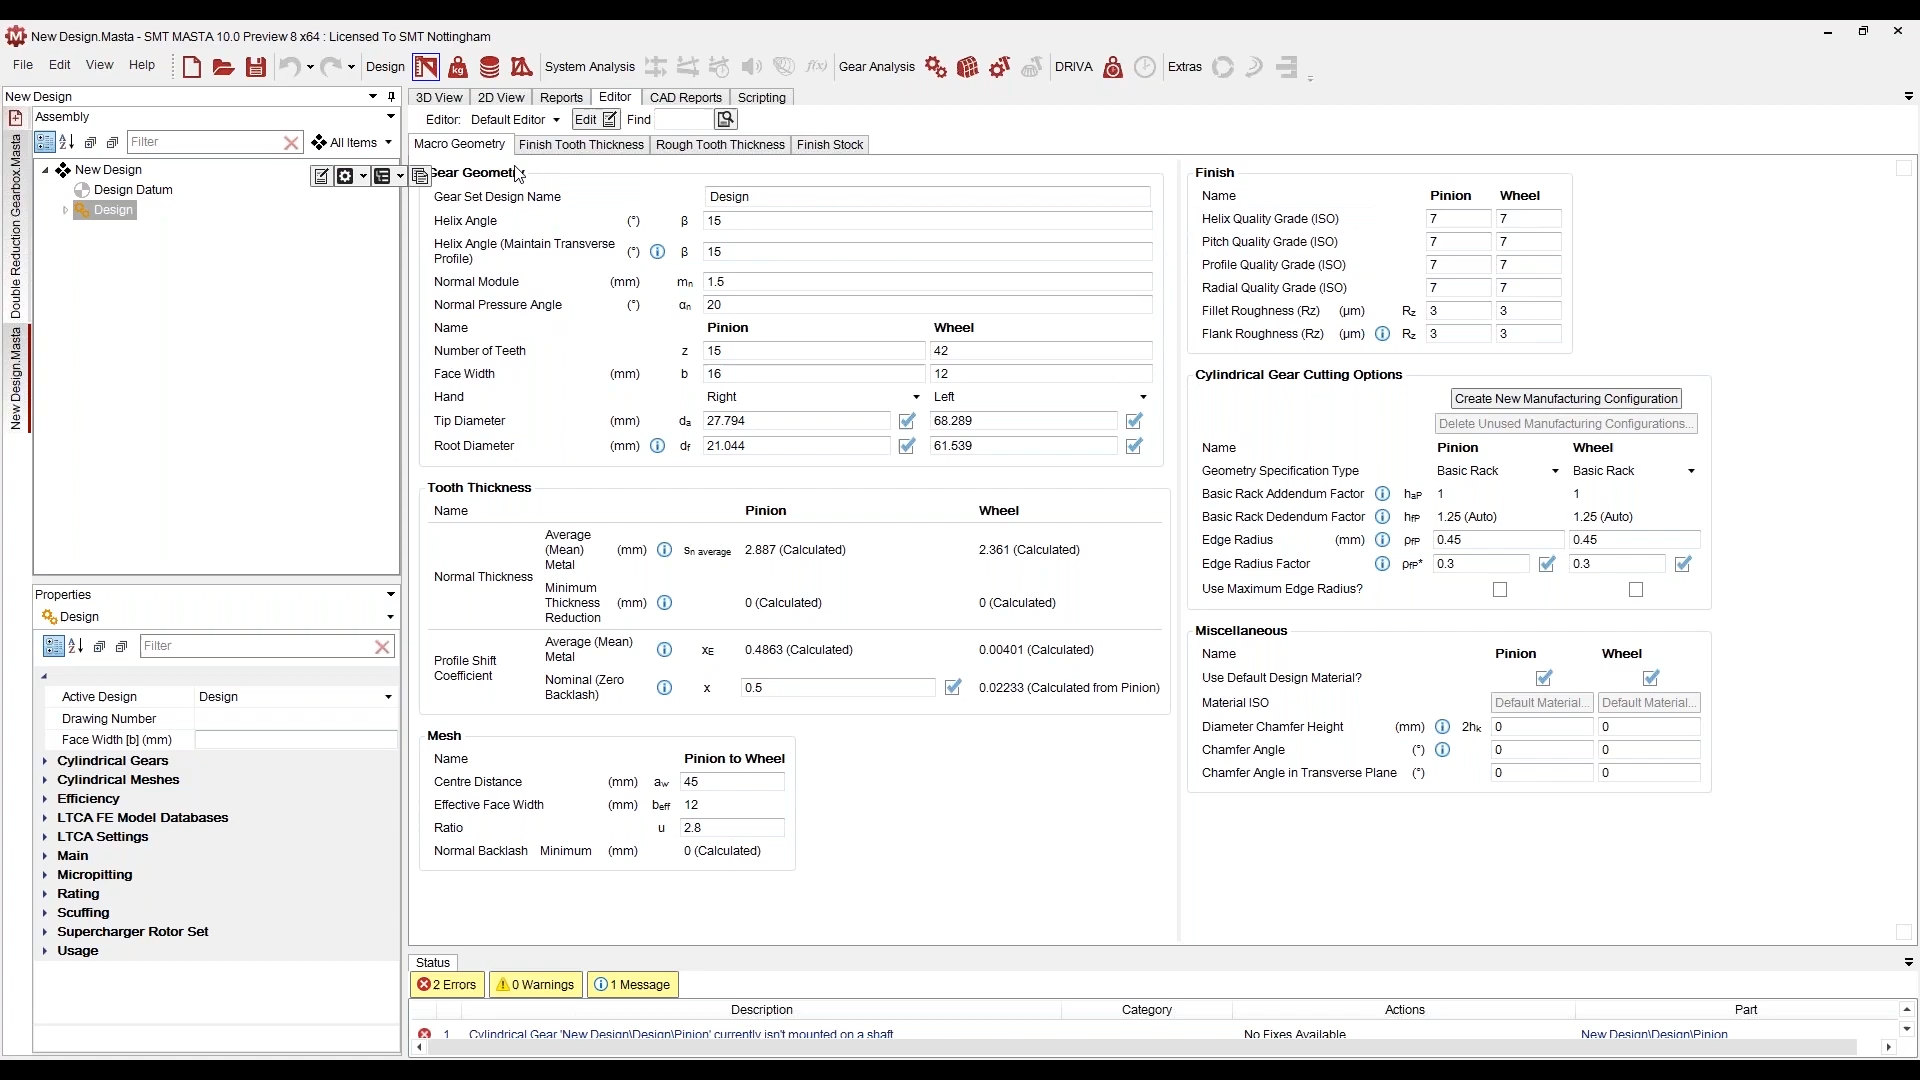 New Design.Masta - SMT MASTA 10.0 Preview 8 x64 : Licensed To SMT Nottingham
File Edit View Help Design System Analysis f(x) Gear Analysis DRIVA Extras
New Design
Assembly
Filter All Items
New Design
Design Datum
Design
Double Reduction Gearbox.Masta
New Design.Masta
Properties
Design
Filter
Active Design Design
Drawing Number
Face Width [b] (mm)
Cylindrical Gears
Cylindrical Meshes
Efficiency
LTCA FE Model Databases
LTCA Settings
Main
Micropitting
Rating
Scuffing
Supercharger Rotor Set
Usage
3D View 2D View Reports Editor CAD Reports Scripting
Editor: Default Editor Edit Find
Macro Geometry Finish Tooth Thickness Rough Tooth Thickness Finish Stock
Gear Geometry
Gear Set Design Name Design
Helix Angle (°) β 15
Helix Angle (Maintain Transverse
Profile) (°) β 15
Normal Module (mm) mn 1.5
Normal Pressure Angle (°) αn 20
Name Pinion Wheel
Number of Teeth z 15 42
Face Width (mm) b 16 12
Hand Right Left
Tip Diameter (mm) da 27.794 68.289
Root Diameter (mm) df 21.044 61.539
Tooth Thickness
Name Pinion Wheel
Normal Thickness
Average
(Mean) (mm) sn average 2.887 (Calculated) 2.361 (Calculated)
Metal
Minimum
Thickness (mm) 0 (Calculated) 0 (Calculated)
Reduction
Profile Shift
Coefficient
Average (Mean)
Metal xE 0.4863 (Calculated) 0.00401 (Calculated)
Nominal (Zero
Backlash) x 0.5 0.02233 (Calculated from Pinion)
Mesh
Name Pinion to Wheel
Centre Distance (mm) aw 45
Effective Face Width (mm) beff 12
Ratio u 2.8
Normal Backlash Minimum (mm) 0 (Calculated)
Finish
Name Pinion Wheel
Helix Quality Grade (ISO) 7 7
Pitch Quality Grade (ISO) 7 7
Profile Quality Grade (ISO) 7 7
Radial Quality Grade (ISO) 7 7
Fillet Roughness (Rz) (μm) Rz 3 3
Flank Roughness (Rz) (μm) Rz 3 3
Cylindrical Gear Cutting Options
Create New Manufacturing Configuration
Delete Unused Manufacturing Configurations...
Name Pinion Wheel
Geometry Specification Type Basic Rack Basic Rack
Basic Rack Addendum Factor haP 1 1
Basic Rack Dedendum Factor hfP 1.25 (Auto) 1.25 (Auto)
Edge Radius (mm) ρfP 0.45 0.45
Edge Radius Factor ρfP* 0.3 0.3
Use Maximum Edge Radius?
Miscellaneous
Name Pinion Wheel
Use Default Design Material?
Material ISO Default Material... Default Material...
Diameter Chamfer Height (mm) 2hk 0 0
Chamfer Angle (°) 0 0
Chamfer Angle in Transverse Plane (°) 0 0
Status
2 Errors 0 Warnings 1 Message
Description Category Actions Part
1 Cylindrical Gear 'New Design\Design\Pinion' currently isn't mounted on a shaft No Fixes Available New Design\Design\Pinion